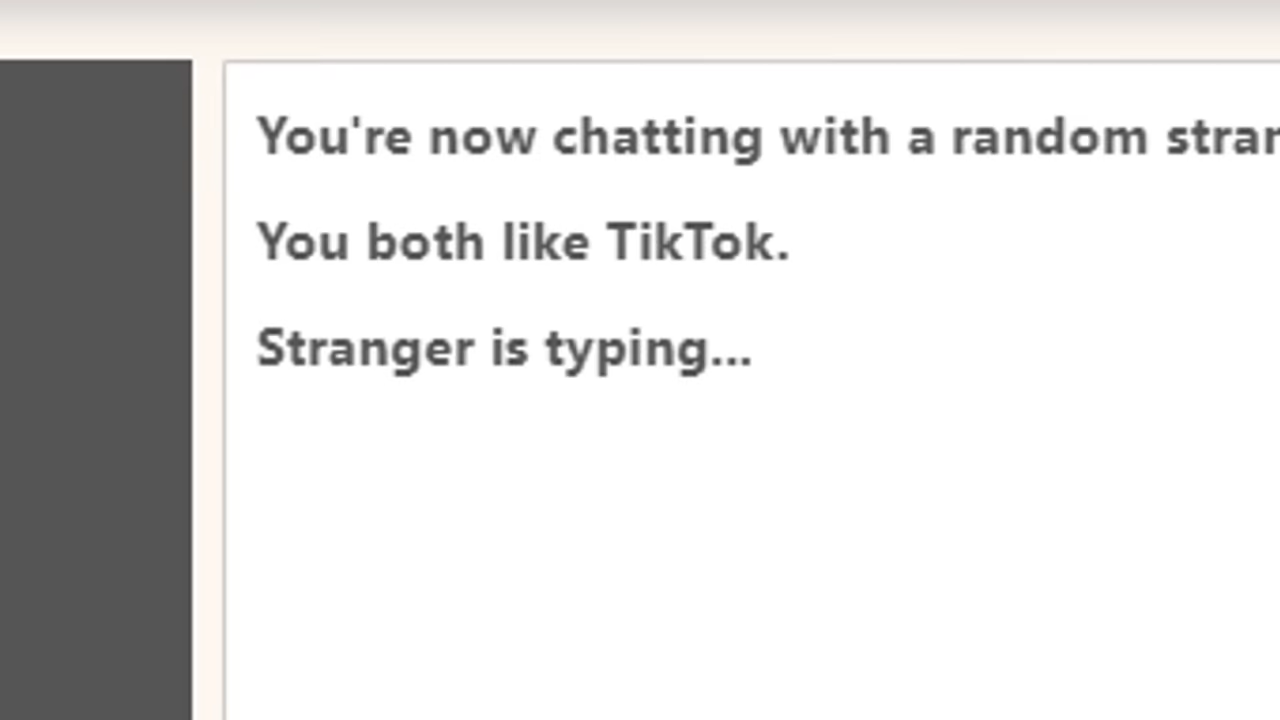 You're now chatting with a random
You both like TikTok.
Stranger is typing...